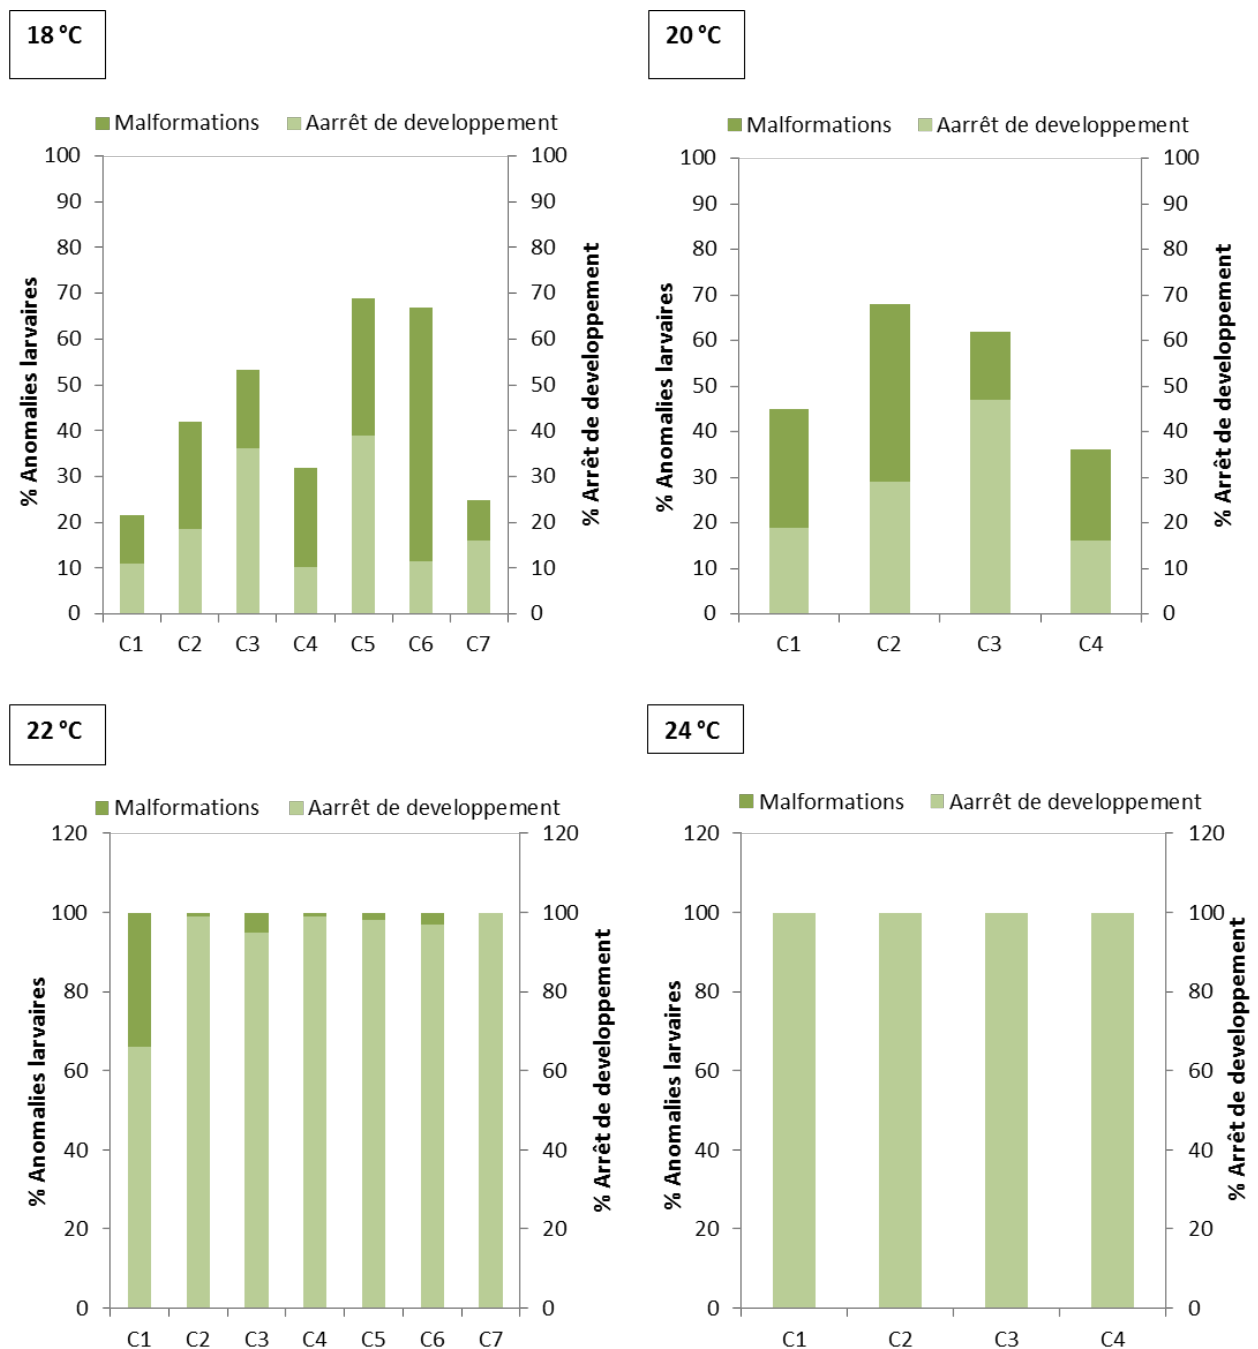 18 °C
Malformations Aarrêt de developpement
100 100
90 90
80 80
70 70
60 60
50 50
40 40
30 30
20 20
10 10
0 0
% Anomalies larvaires
% Arrêt de developpement
C1 C2 C3 C4 C5 C6 C7
20 °C
Malformations Aarrêt de developpement
100 100
90 90
80 80
70 70
60 60
50 50
40 40
30 30
20 20
10 10
0 0
% Anomalies larvaires
% Arrêt de developpement
C1 C2 C3 C4
22 °C
Malformations Aarrêt de developpement
120 120
100 100
80 80
60 60
40 40
20 20
0 0
% Anomalies larvaires
% Arrêt de developpement
C1 C2 C3 C4 C5 C6 C7
24 °C
Malformations Aarrêt de developpement
120 120
100 100
80 80
60 60
40 40
20 20
0 0
% Anomalies larvaires
% Arrêt de developpement
C1 C2 C3 C4